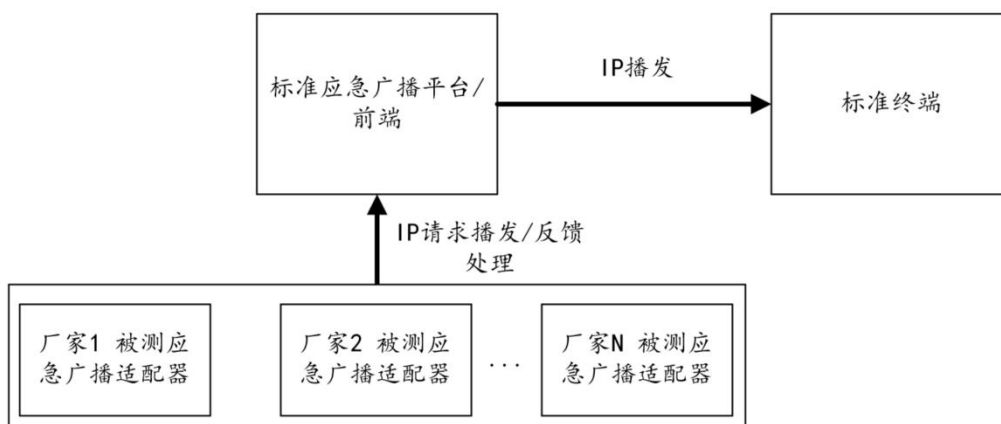 标准应急广播平台/
前端
IP播发
标准终端
IP请求播发/反馈
处理
厂家1 被测应
急广播适配器
厂家2 被测应
急广播适配器
...
厂家N 被测应
急广播适配器